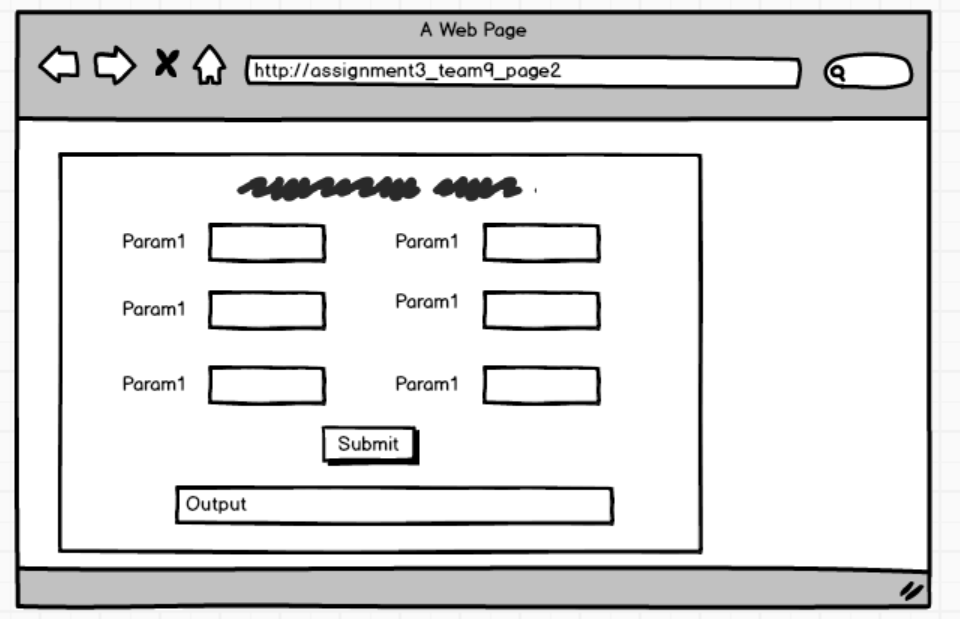 A Web Page
http://assignment3_team9_page2
Param1 Param1
Param1 Param1
Param1 Param1
Submit
Output